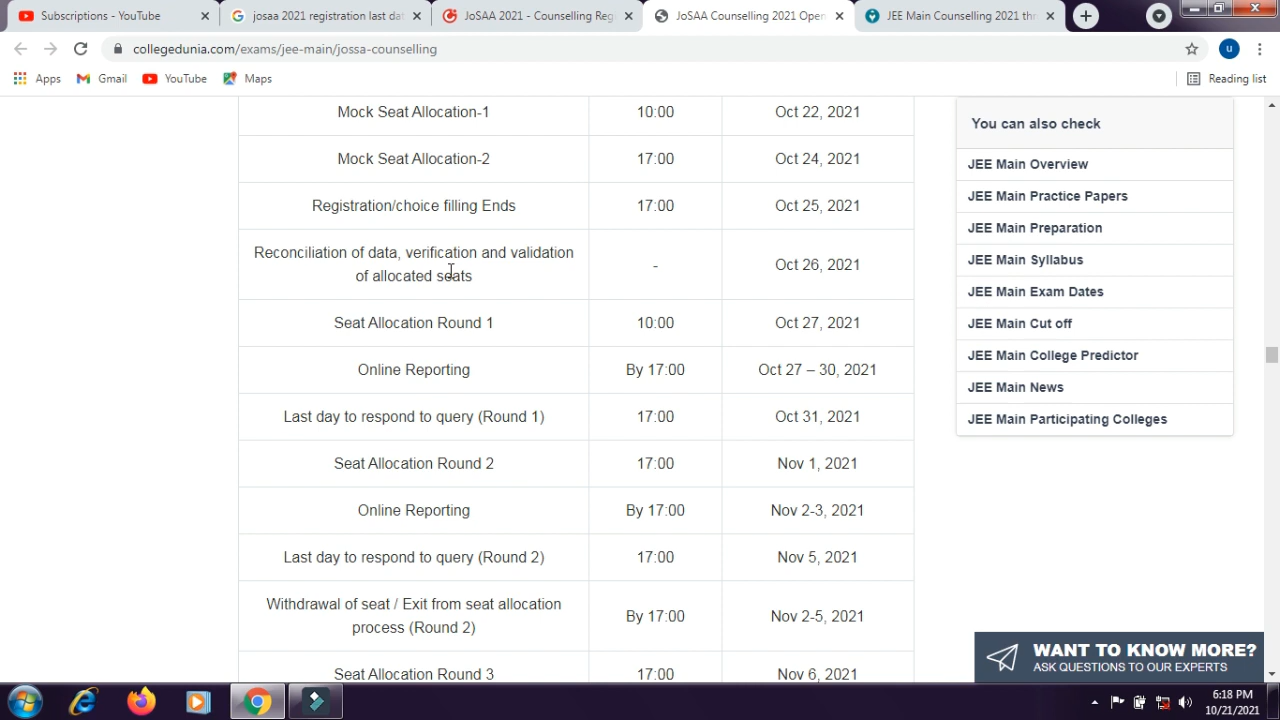 Subscriptions - YouTube
josaa 2021 registration last dat
JoSAA 2021 - Counselling Reg
JoSAA Counselling 2021 Open
JEE Main Counselling 2021 thr
collegedunia.com/exams/jee-main/jossa-counselling
u
Apps
Gmail
YouTube
Maps
Reading list
Mock Seat Allocation-1 10:00 Oct 22, 2021
Mock Seat Allocation-2 17:00 Oct 24, 2021
Registration/choice filling Ends 17:00 Oct 25, 2021
Reconciliation of data, verification and validation
of allocated seats - Oct 26, 2021
Seat Allocation Round 1 10:00 Oct 27, 2021
Online Reporting By 17:00 Oct 27 – 30, 2021
Last day to respond to query (Round 1) 17:00 Oct 31, 2021
Seat Allocation Round 2 17:00 Nov 1, 2021
Online Reporting By 17:00 Nov 2-3, 2021
Last day to respond to query (Round 2) 17:00 Nov 5, 2021
Withdrawal of seat / Exit from seat allocation
process (Round 2) By 17:00 Nov 2-5, 2021
Seat Allocation Round 3 17:00 Nov 6, 2021
You can also check
JEE Main Overview
JEE Main Practice Papers
JEE Main Preparation
JEE Main Syllabus
JEE Main Exam Dates
JEE Main Cut off
JEE Main College Predictor
JEE Main News
JEE Main Participating Colleges
WANT TO KNOW MORE?
ASK QUESTIONS TO OUR EXPERTS
6:18 PM
10/21/2021